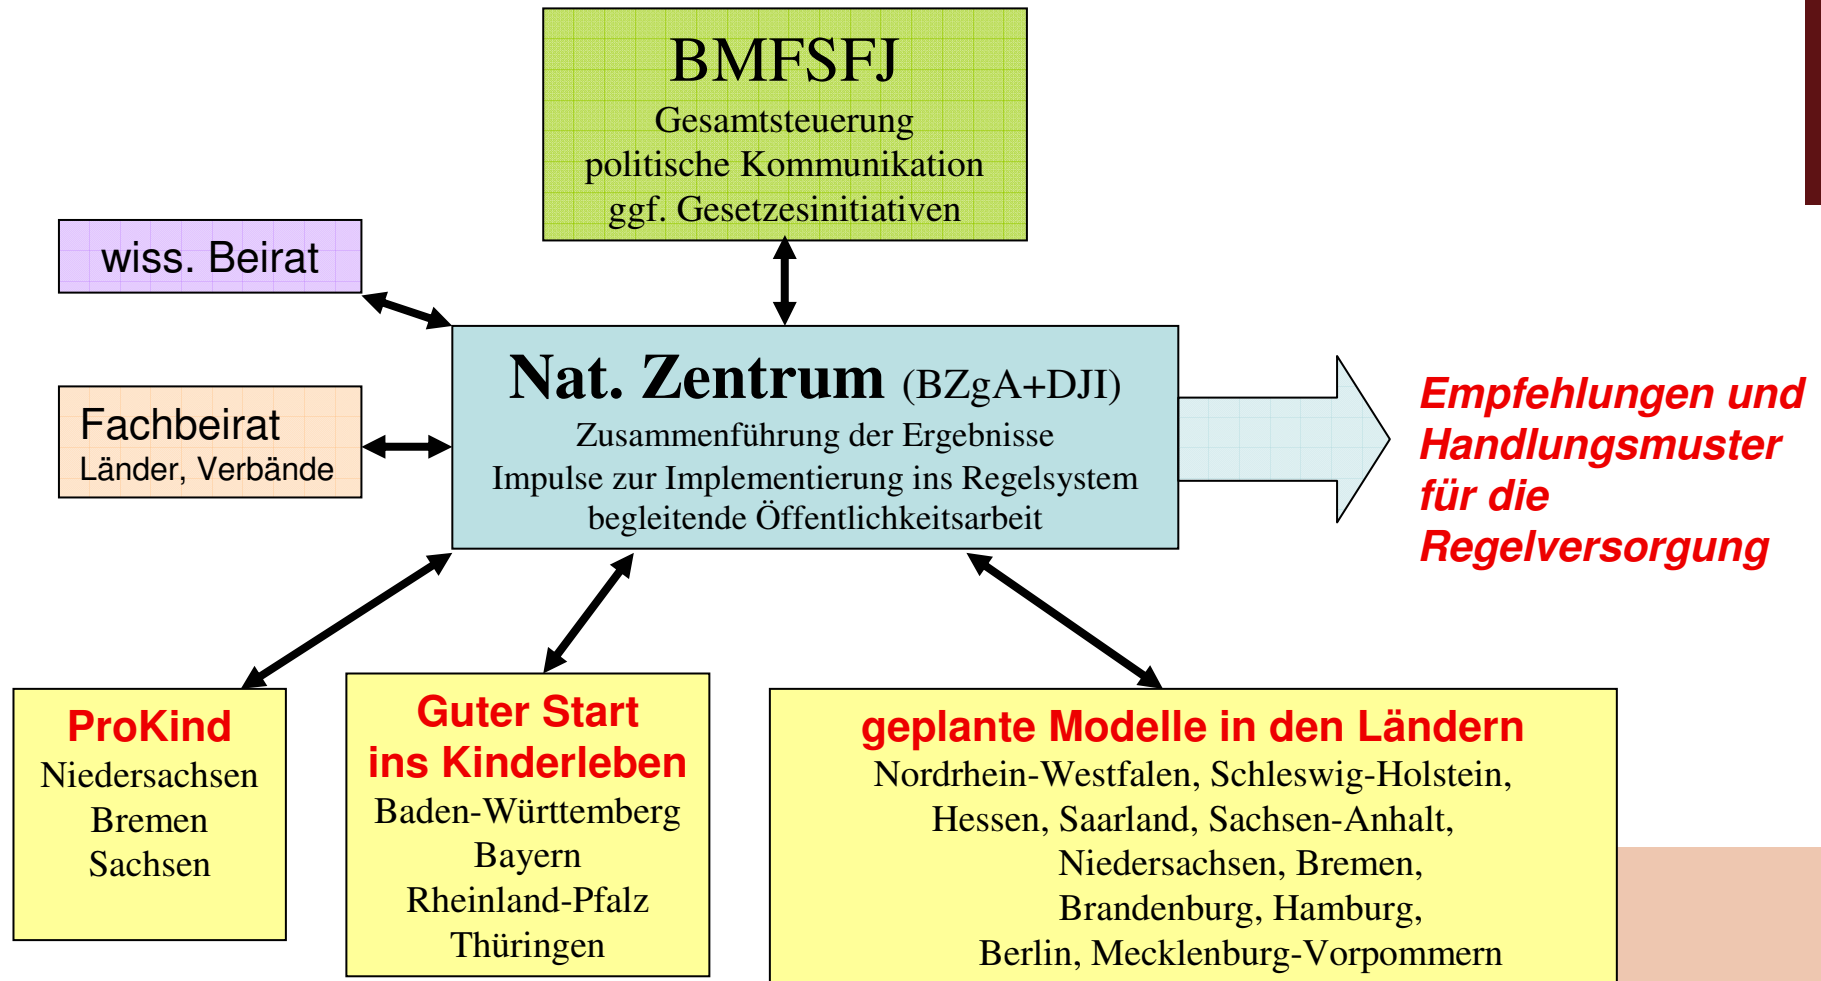 BMFSFJ
Gesamtsteuerung
politische Kommunikation
ggf. Gesetzesinitiativen
wiss. Beirat
Fachbeirat
Länder, Verbände
Nat. Zentrum (BZgA+DJI)
Zusammenführung der Ergebnisse
Impulse zur Implementierung ins Regelsystem
begleitende Öffentlichkeitsarbeit
Empfehlungen und
Handlungsmuster
für die
Regelversorgung
ProKind
Niedersachsen
Bremen
Sachsen
Guter Start
ins Kinderleben
Baden-Württemberg
Bayern
Rheinland-Pfalz
Thüringen
geplante Modelle in den Ländern
Nordrhein-Westfalen, Schleswig-Holstein,
Hessen, Saarland, Sachsen-Anhalt,
Niedersachsen, Bremen,
Brandenburg, Hamburg,
Berlin, Mecklenburg-Vorpommern